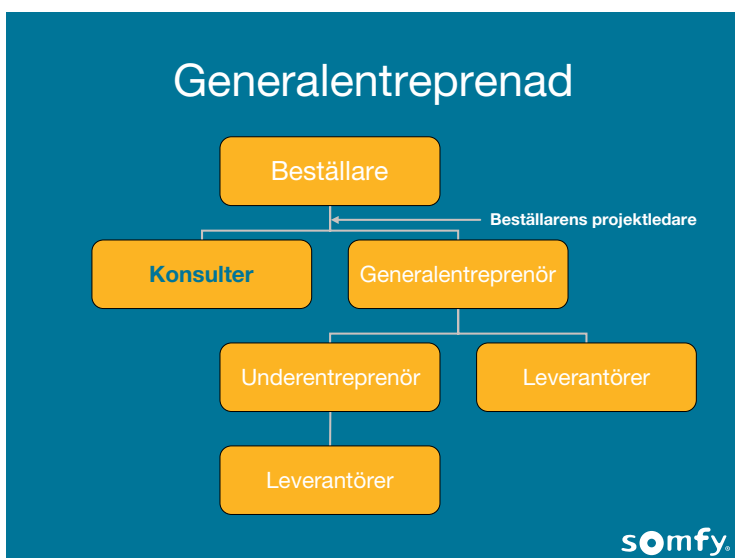 Generalentreprenad
Beställare
Beställarens projektledare
Konsulter
Generalentreprenör
Underentreprenör
Leverantörer
Leverantörer
somfy®